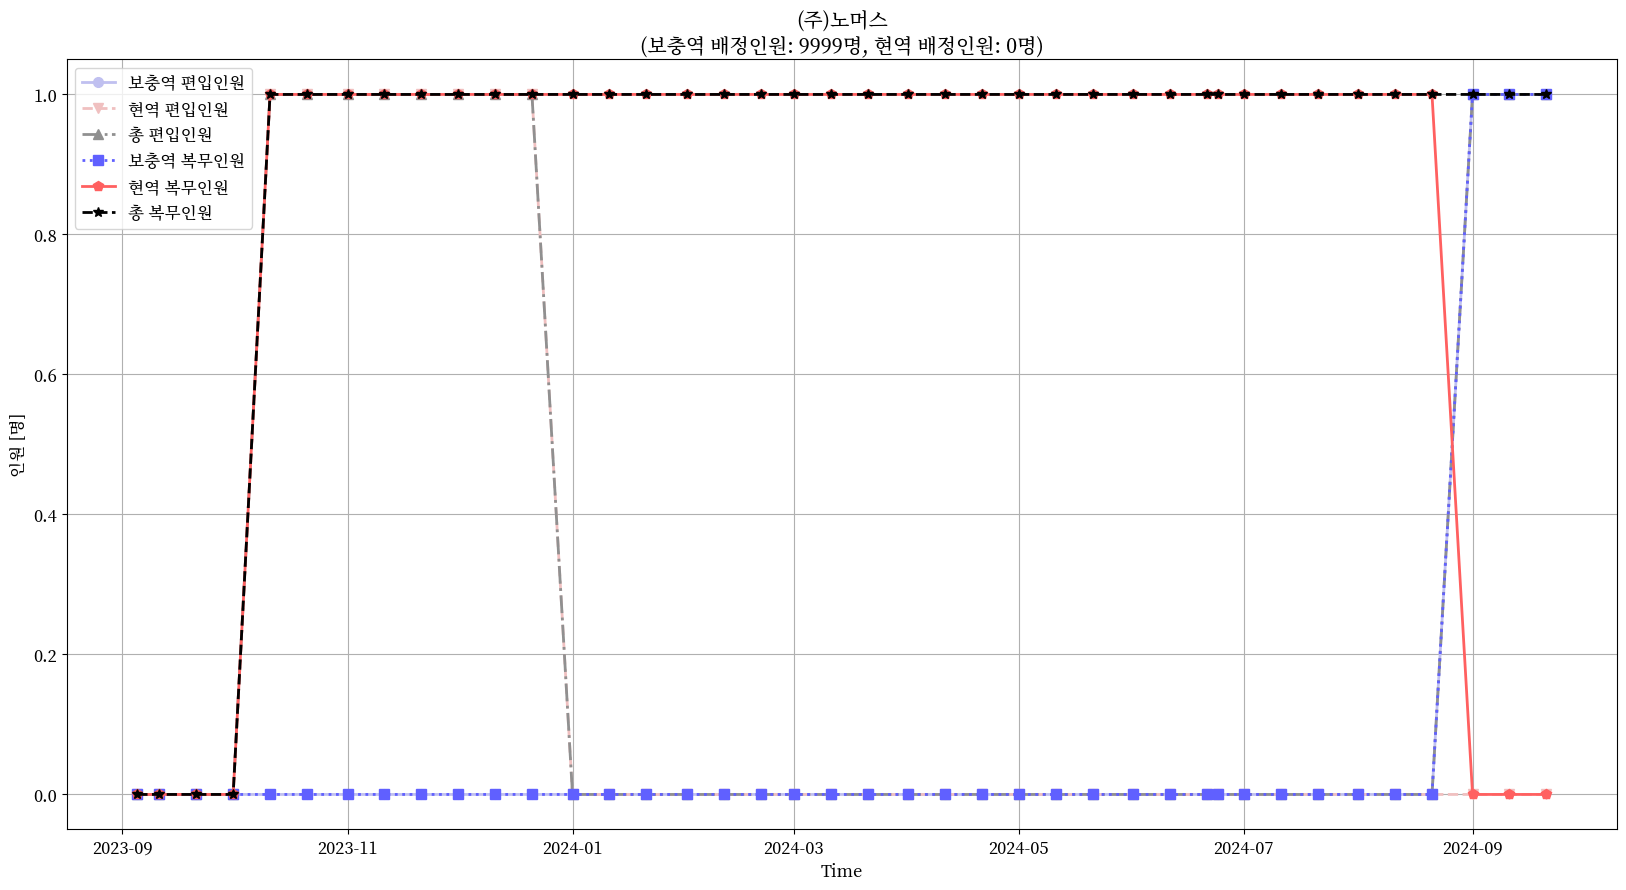 (주)노머스
(보충역 배정인원: 9999명, 현역 배정인원: 0명)
보충역 편입인원
현역 편입인원
총 편입인원
보충역 복무인원
현역 복무인원
총 복무인원
인원 [명]
1.0
0.8
0.6
0.4
0.2
0.0
2023-09 2023-11 2024-01 2024-03 2024-05 2024-07 2024-09
Time